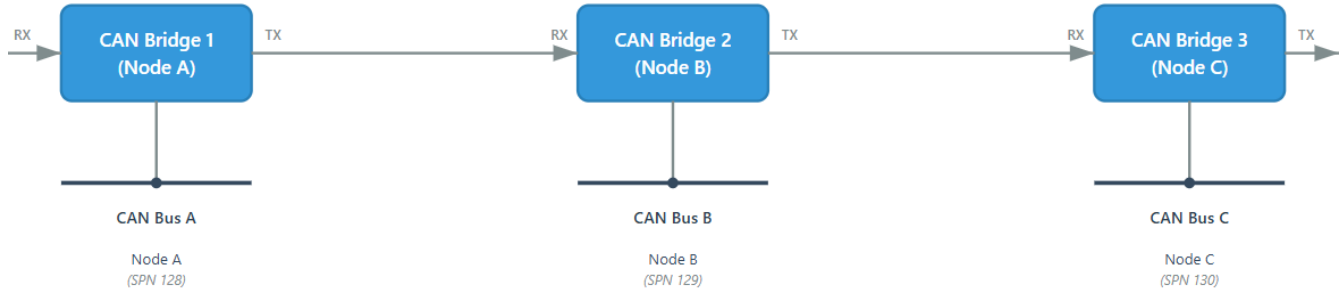 RX
CAN Bridge 1
(Node A)
TX
RX
CAN Bridge 2
(Node B)
TX
RX
CAN Bridge 3
(Node C)
TX
CAN Bus A
CAN Bus B
CAN Bus C
Node A
(SPN 128)
Node B
(SPN 129)
Node C
(SPN 130)